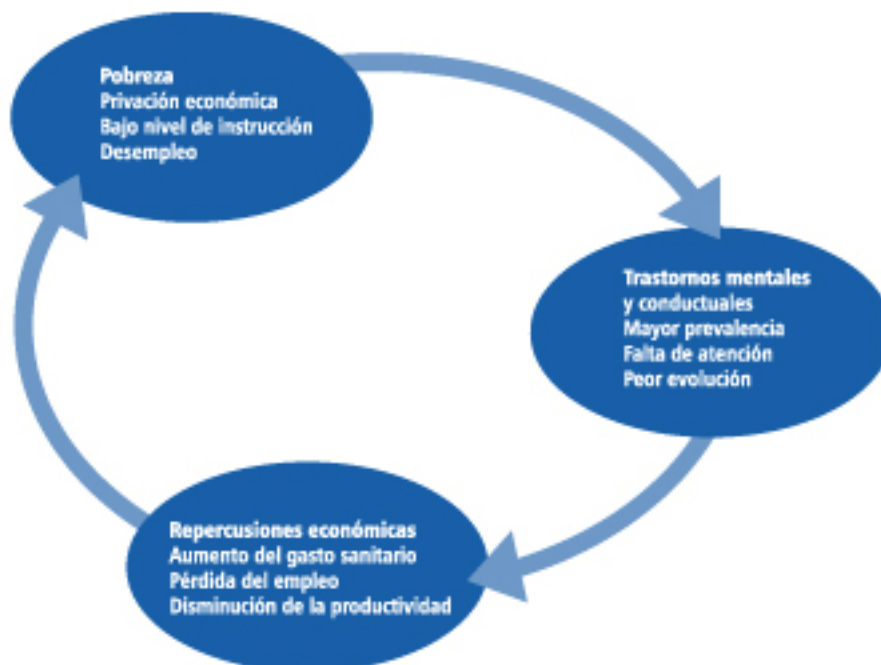 Pobreza
Privación económica
Bajo nivel de instrucción
Desempleo
Trastornos mentales
y conductuales
Mayor prevalencia
Falta de atención
Peor evolución
Repercusiones económicas
Aumento del gasto sanitario
Pérdida del empleo
Disminución de la productividad